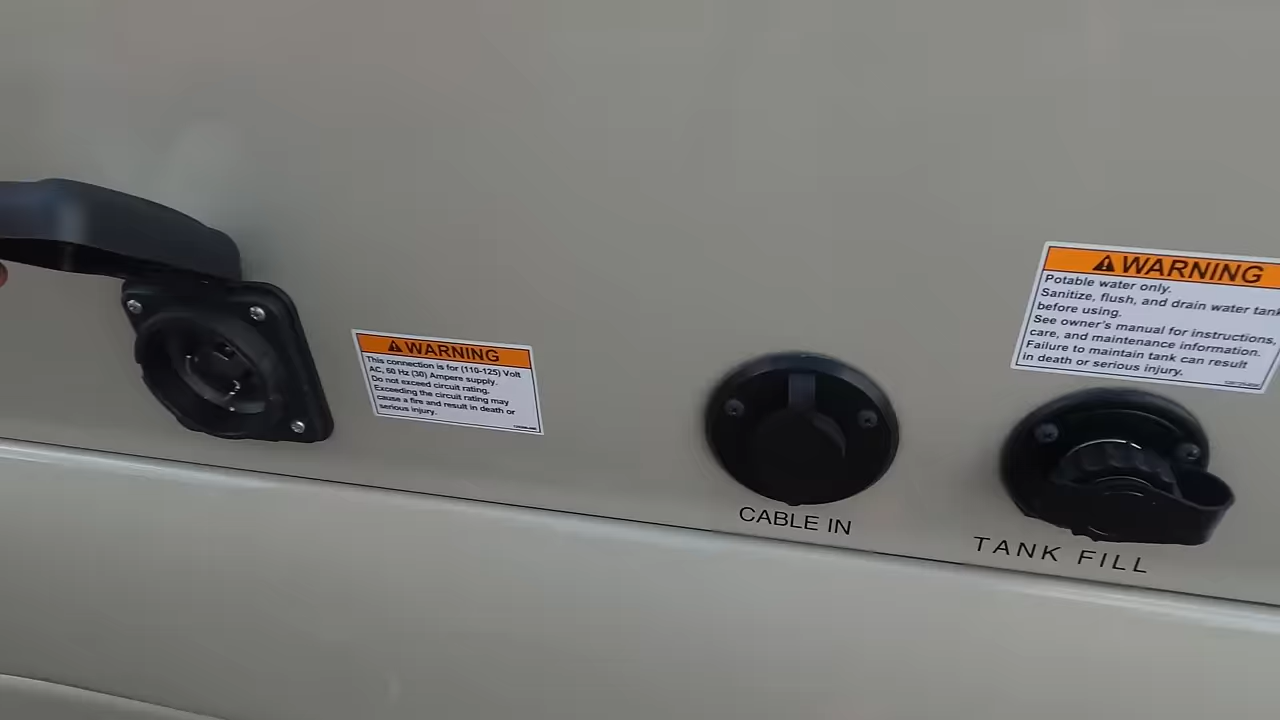 WARNING
This connection is for (110-125) Volt
AC, 60 Hz (30) Ampere supply.
Do not exceed circuit rating.
Exceeding the circuit rating may
cause a fire and result in death or
serious injury.
CABLE IN
WARNING
Potable water only.
Sanitize, flush, and drain water tank
before using.
See owner's manual for instructions,
care, and maintenance information.
Failure to maintain tank can result
in death or serious injury.
TANK FILL